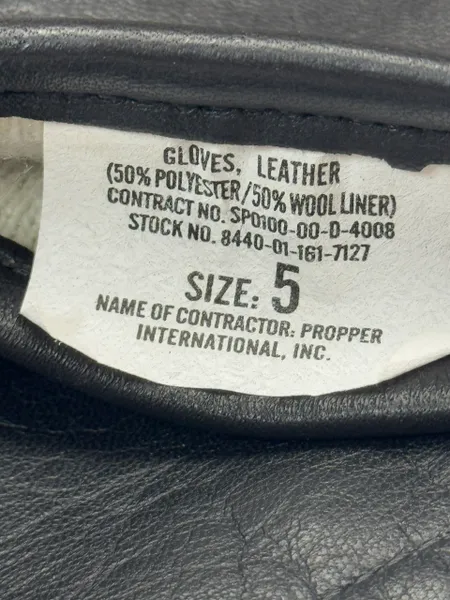 GLOVES, LEATHER
(50% POLYESTER/50% WOOL LINER)
CONTRACT NO. SP0100-00-D-4008
STOCK NO. 8440-01-161-7127
SIZE: 5
NAME OF CONTRACTOR: PROPPER
INTERNATIONAL, INC.